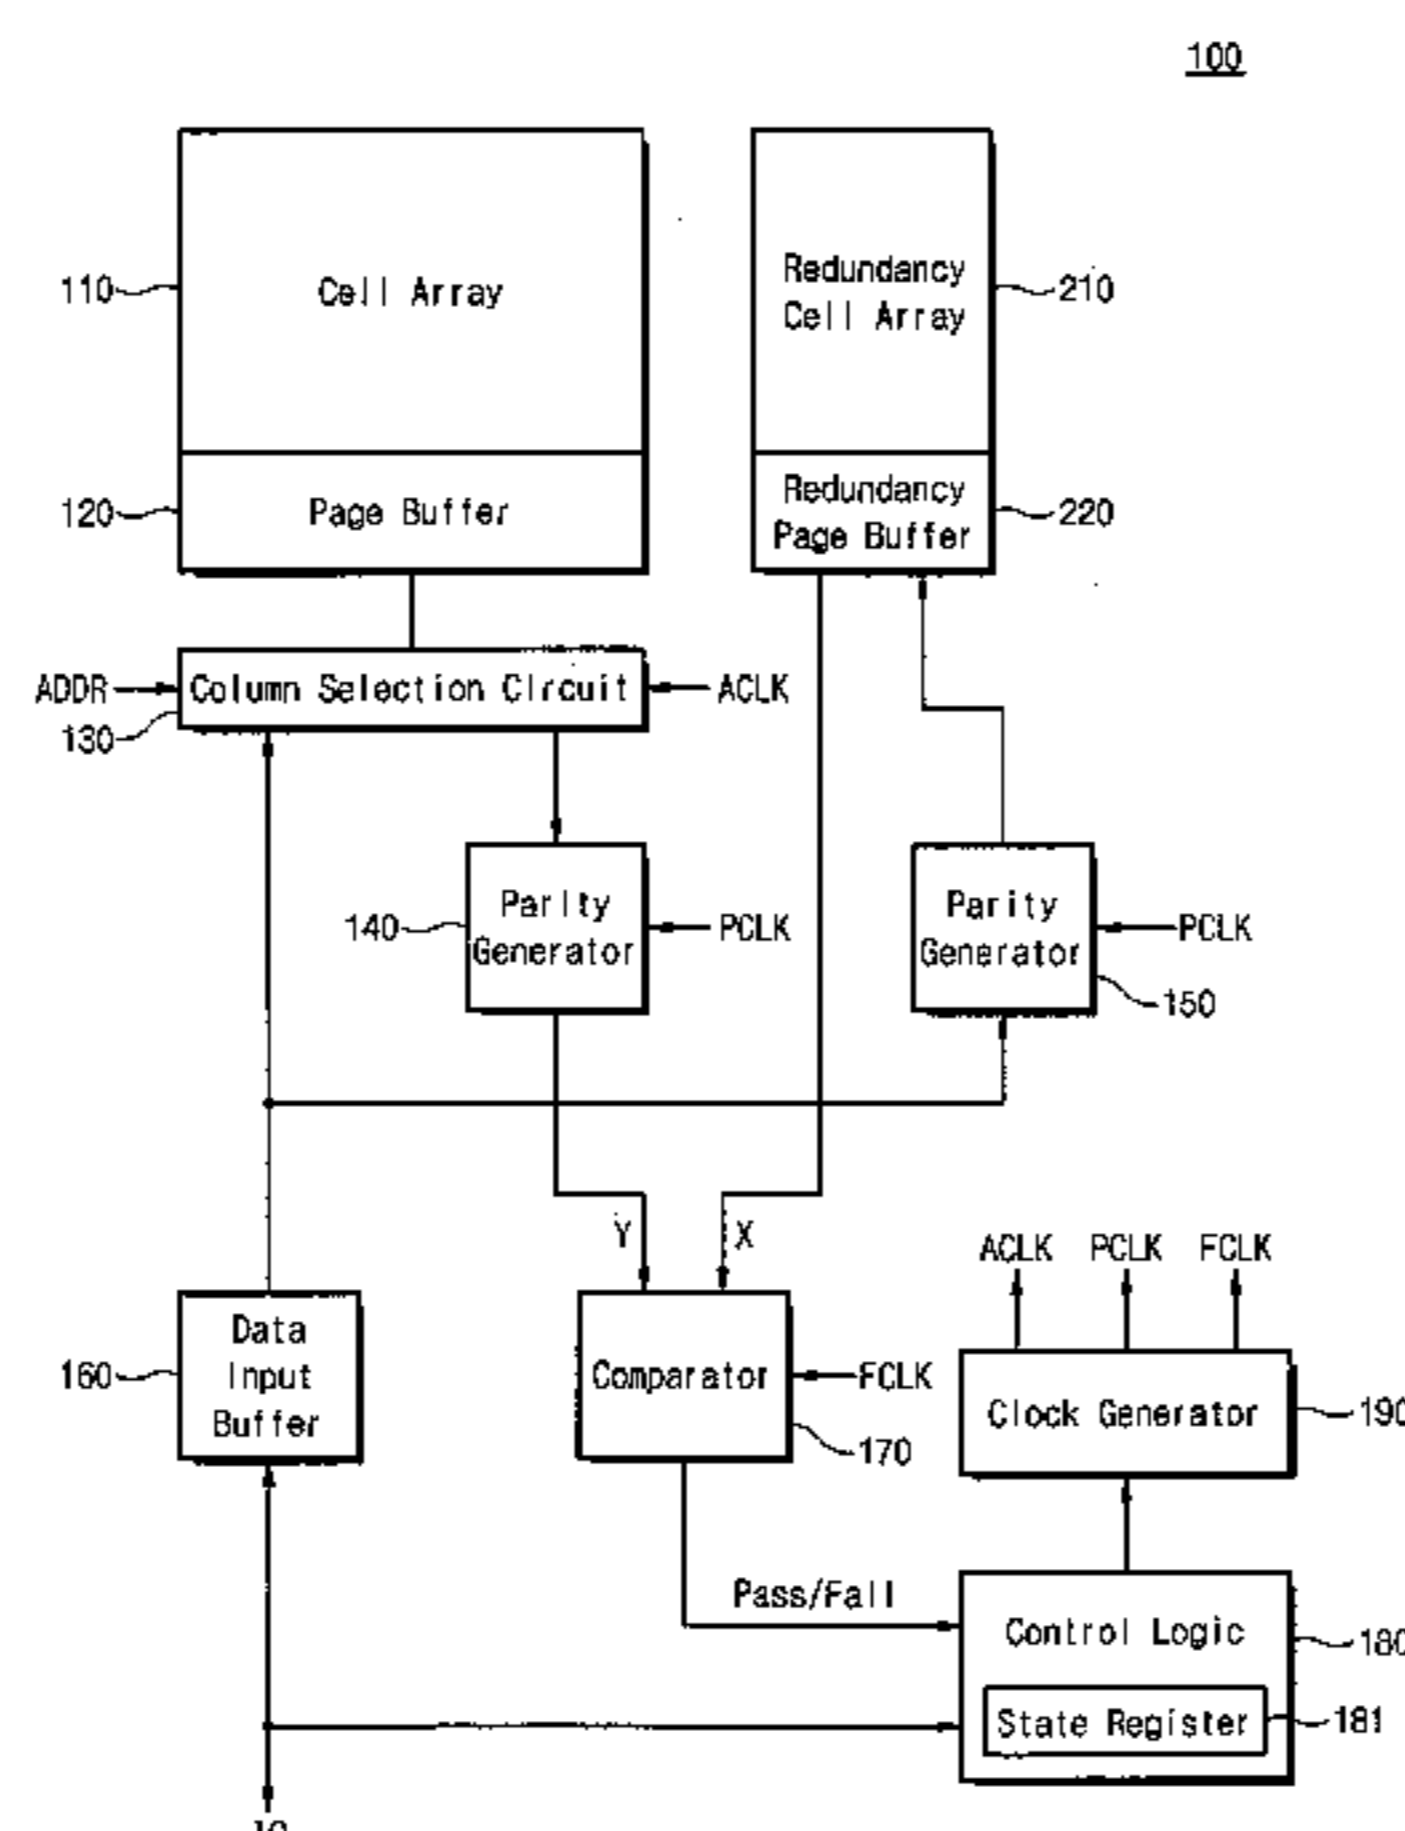 100
Cell Array
110
Redundancy
Cell Array
210
Page Buffer
120
Redundancy
Page Buffer
220
ADDR
Column Selection Circuit
ACLK
130
Parity
Generator
140
PCLK
Parity
Generator
PCLK
150
Y
X
ACLK
PCLK
FCLK
Data
Input
Buffer
160
Comparator
FCLK
170
Clock Generator
190
Pass/Fail
Control Logic
180
State Register
181